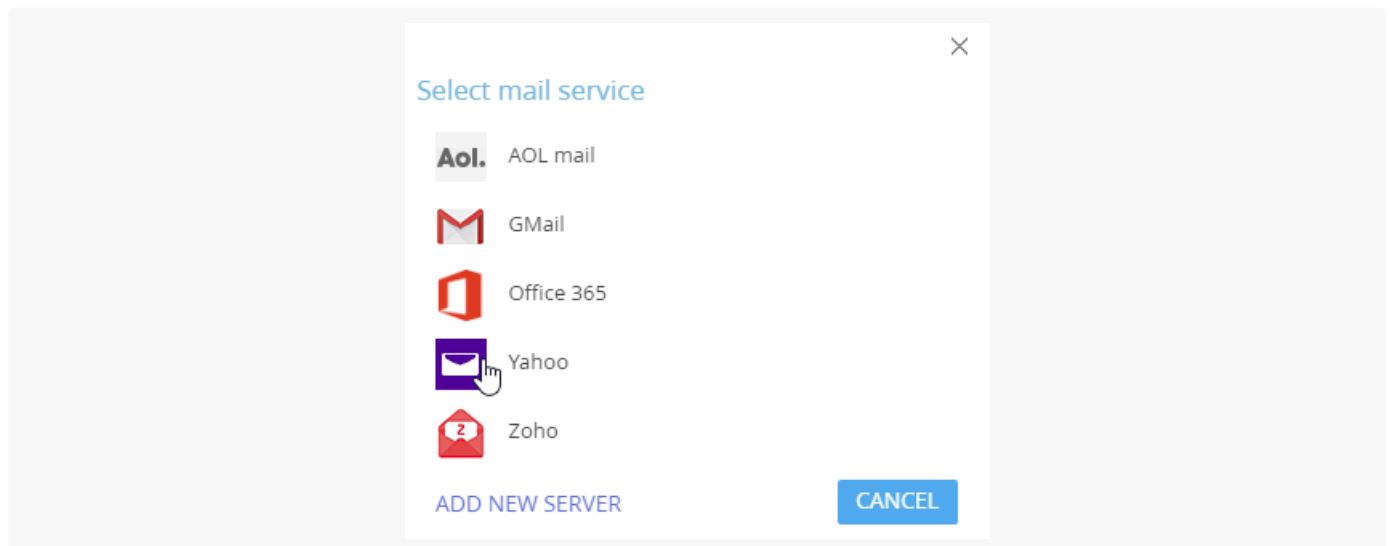 Select mail service
Aol. AOL mail
GMail
Office 365
Yahoo
Z Zoho
ADD NEW SERVER CANCEL